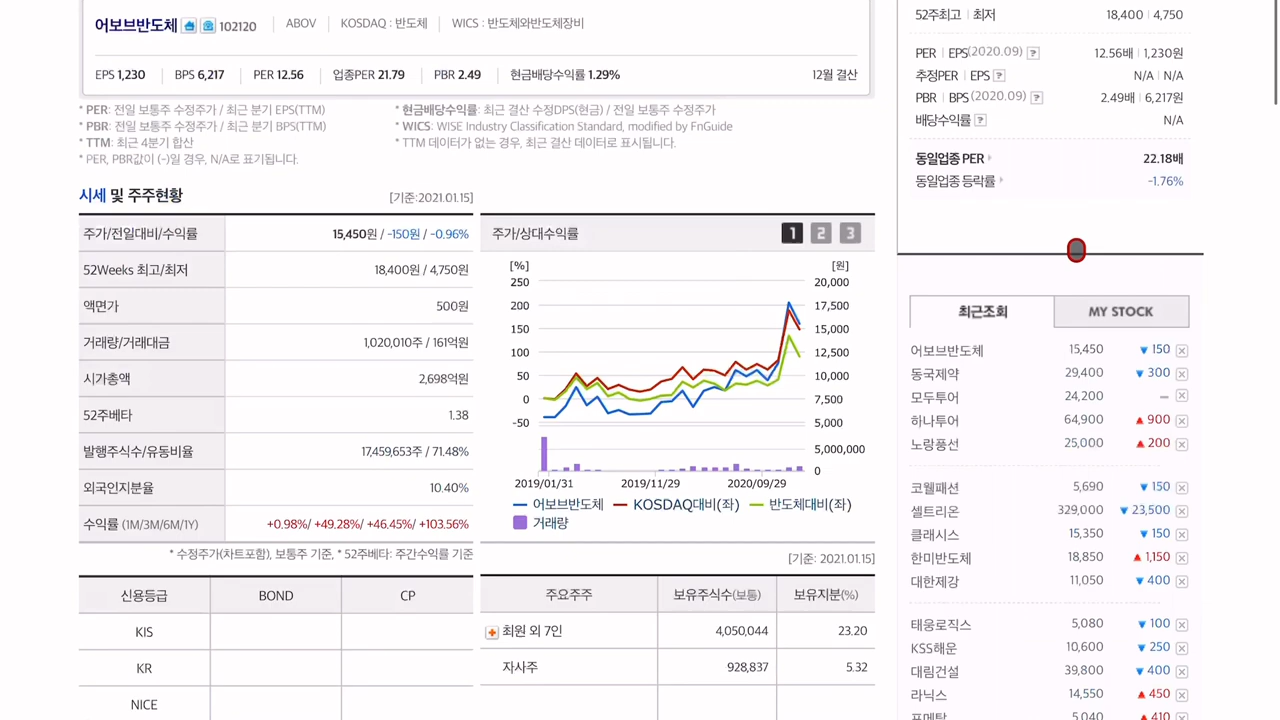 어보브반도체 102120 ABOV KOSDAQ : 반도체 WICS : 반도체와반도체장비
EPS 1,230 BPS 6,217 PER 12.56 업종PER 21.79 PBR 2.49 현금배당수익률 1.29% 12월 결산
* PER: 전일 보통주 수정주가 / 최근 분기 EPS(TTM)
* PBR: 전일 보통주 수정주가 / 최근 분기 BPS(TTM)
* TTM: 최근 4분기 합산
* PER, PBR값이 (-)일 경우, N/A로 표기됩니다.
* 현금배당수익률: 최근 결산 수정DPS(현금) / 전일 보통주 수정주가
* WICS: WISE Industry Classification Standard, modified by FnGuide
* TTM 데이터가 없는 경우, 최근 결산 데이터로 표시됩니다.
시세 및 주주현황 [기준:2021.01.15]
주가/전일대비/수익률 15,450원 / -150원 / -0.96%
52Weeks 최고/최저 18,400원 / 4,750원
액면가 500원
거래량/거래대금 1,020,010주 / 161억원
시가총액 2,698억원
52주베타 1.38
발행주식수/유동비율 17,459,653주 / 71.48%
외국인지분율 10.40%
수익률 (1M/3M/6M/1Y) +0.98%/ +49.28%/ +46.45%/ +103.56%
* 수정주가(차트포함), 보통주 기준, * 52주베타: 주간수익률 기준
주가/상대수익률 1 2 3
[%] [원]
250 20,000
200 17,500
150 15,000
100 12,500
50 10,000
0 7,500
-50 5,000
5,000,000
0
2019/01/31 2019/11/29 2020/09/29
어보브반도체 KOSDAQ대비(좌) 반도체대비(좌)
거래량
[기준: 2021.01.15]
신용등급 BOND CP
KIS
KR
NICE
주요주주 보유주식수(보통) 보유지분(%)
최원 외 7인 4,050,044 23.20
자사주 928,837 5.32
52주최고 | 최저 18,400 | 4,750
PER | EPS(2020.09) ? 12.56배 | 1,230원
추정PER | EPS ? N/A | N/A
PBR | BPS (2020.09) ? 2.49배 | 6,217원
배당수익률 ? N/A
동일업종 PER 22.18배
동일업종 등락률 -1.76%
최근조회 MY STOCK
어보브반도체 15,450 ▼ 150
동국제약 29,400 ▼ 300
모두투어 24,200 –
하나투어 64,900 ▲ 900
노랑풍선 25,000 ▲ 200
코웰패션 5,690 ▼ 150
셀트리온 329,000 ▼ 23,500
클래시스 15,350 ▼ 150
한미반도체 18,850 ▲ 1,150
대한제강 11,050 ▼ 400
태웅로직스 5,080 ▼ 100
KSS해운 10,600 ▼ 250
대림건설 39,800 ▼ 400
라닉스 14,550 ▲ 450
포메탈 5,040 ▲ 410